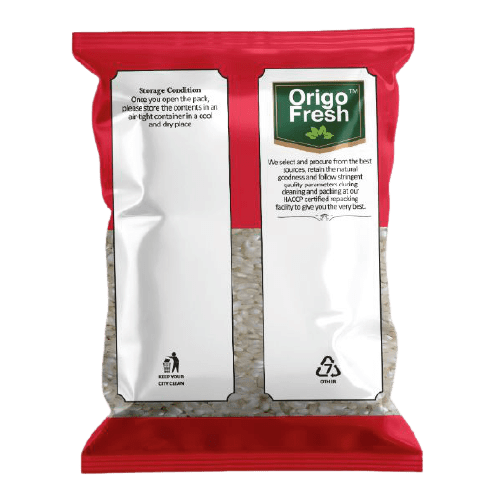 Storage Condition
Once you open the pack,
please store the contents in an
air-tight container in a cool
and dry place
KEEP YOUR
CITY CLEAN
Origo™
Fresh
We select and procure from the best
sources, retain the natural
goodness and follow stringent
quality parameters during
cleaning and packing at our
HACCP certified repacking
facility to give you the very best.
7
OTHER